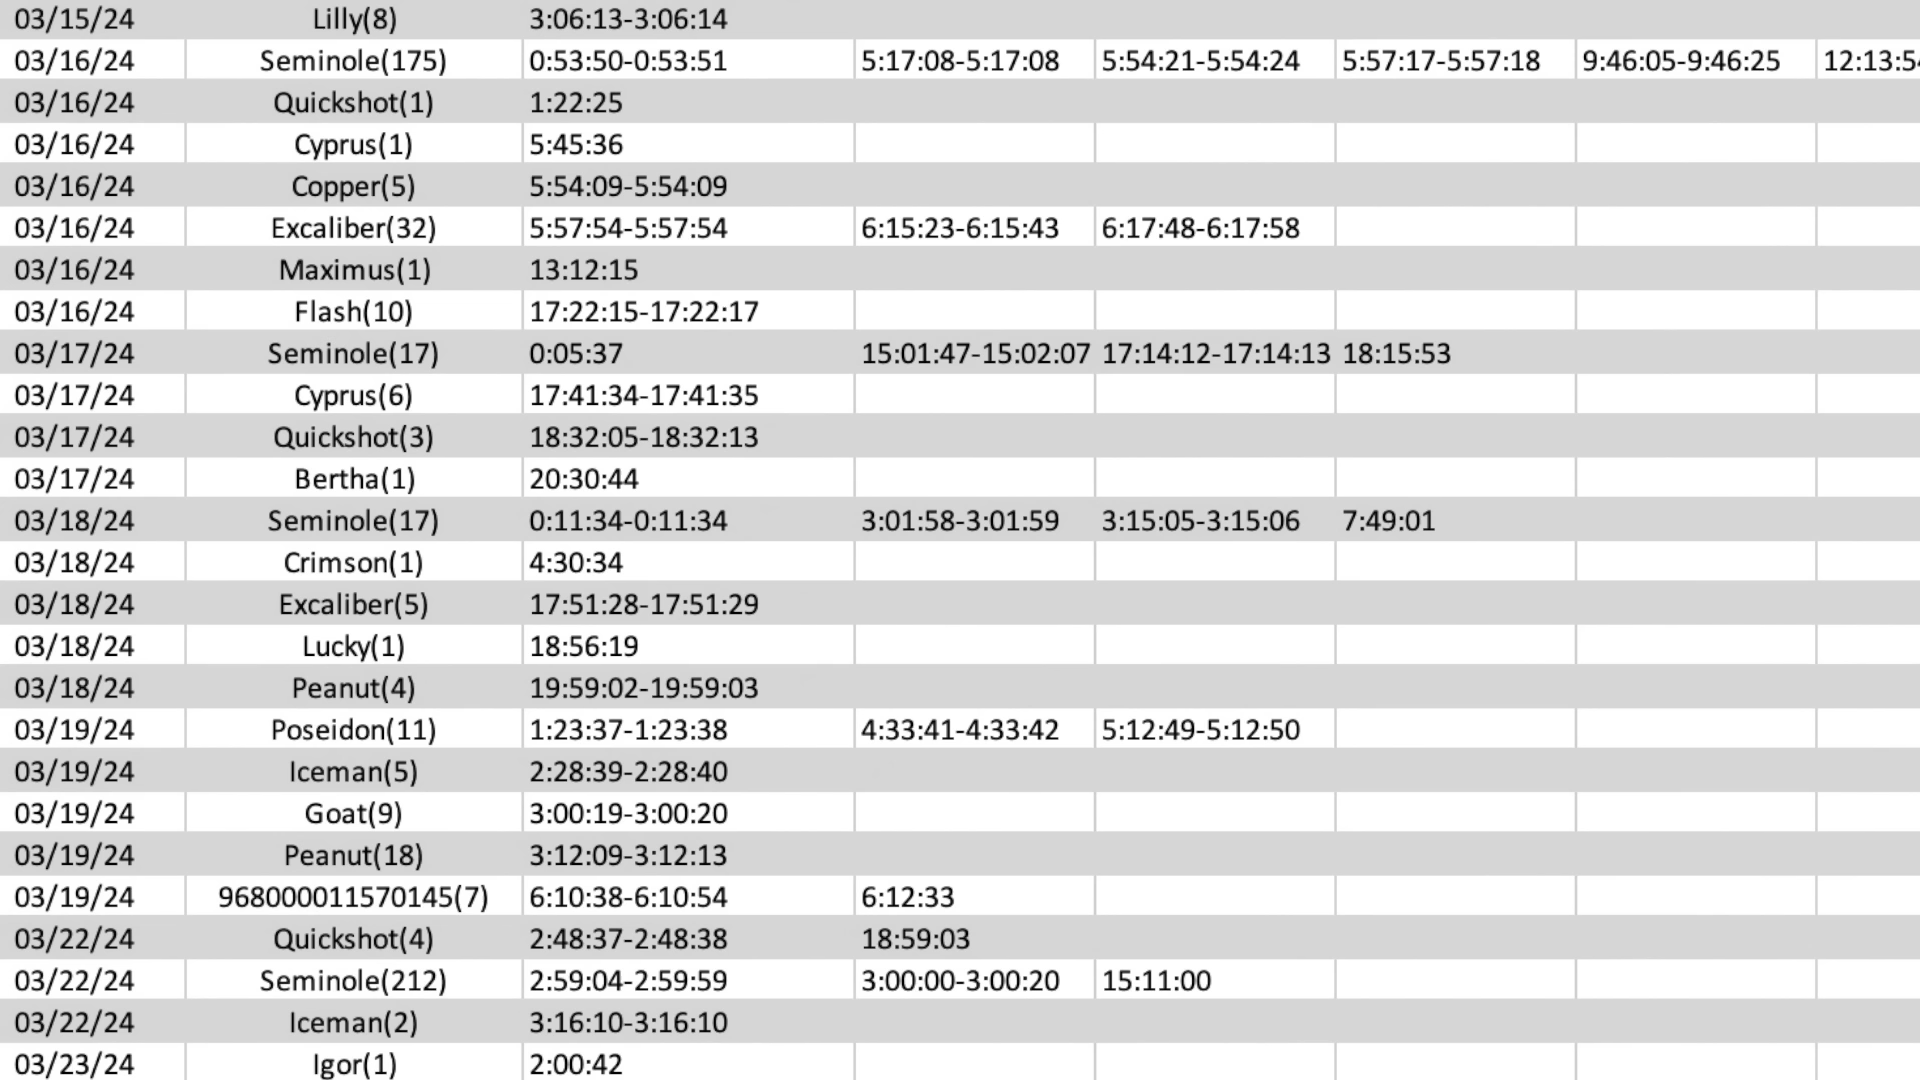 03/15/24 Lilly(8) 3:06:13-3:06:14
03/16/24 Seminole(175) 0:53:50-0:53:51 5:17:08-5:17:08 5:54:21-5:54:24 5:57:17-5:57:18 9:46:05-9:46:25 12:13:5
03/16/24 Quickshot(1) 1:22:25
03/16/24 Cyprus(1) 5:45:36
03/16/24 Copper(5) 5:54:09-5:54:09
03/16/24 Excaliber(32) 5:57:54-5:57:54 6:15:23-6:15:43 6:17:48-6:17:58
03/16/24 Maximus(1) 13:12:15
03/16/24 Flash(10) 17:22:15-17:22:17
03/17/24 Seminole(17) 0:05:37 15:01:47-15:02:07 17:14:12-17:14:13 18:15:53
03/17/24 Cyprus(6) 17:41:34-17:41:35
03/17/24 Quickshot(3) 18:32:05-18:32:13
03/17/24 Bertha(1) 20:30:44
03/18/24 Seminole(17) 0:11:34-0:11:34 3:01:58-3:01:59 3:15:05-3:15:06 7:49:01
03/18/24 Crimson(1) 4:30:34
03/18/24 Excaliber(5) 17:51:28-17:51:29
03/18/24 Lucky(1) 18:56:19
03/18/24 Peanut(4) 19:59:02-19:59:03
03/19/24 Poseidon(11) 1:23:37-1:23:38 4:33:41-4:33:42 5:12:49-5:12:50
03/19/24 Iceman(5) 2:28:39-2:28:40
03/19/24 Goat(9) 3:00:19-3:00:20
03/19/24 Peanut(18) 3:12:09-3:12:13
03/19/24 968000011570145(7) 6:10:38-6:10:54 6:12:33
03/22/24 Quickshot(4) 2:48:37-2:48:38 18:59:03
03/22/24 Seminole(212) 2:59:04-2:59:59 3:00:00-3:00:20 15:11:00
03/22/24 Iceman(2) 3:16:10-3:16:10
03/23/24 Igor(1) 2:00:42